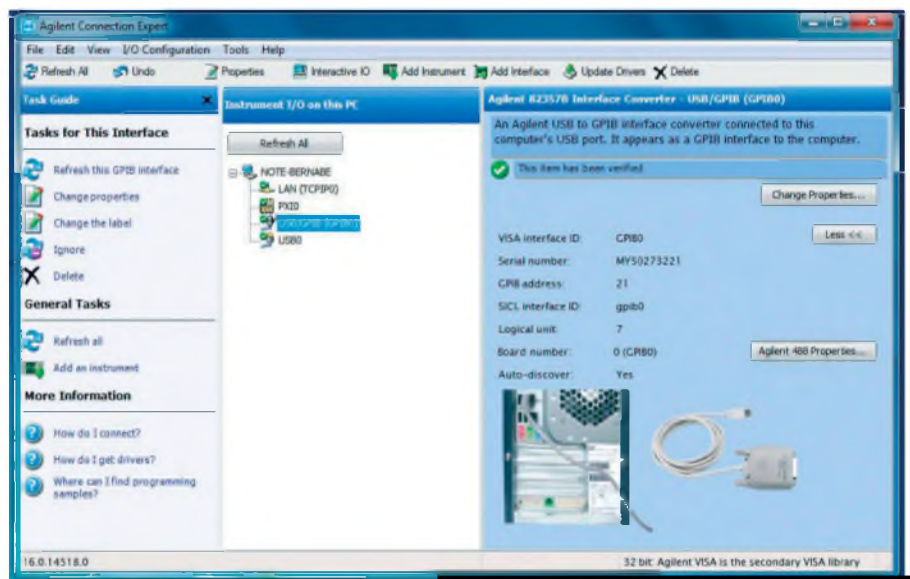 Agilent Connection Expert
File Edit View I/O Configuration Tools Help
Refresh All Undo Properties Interactive IO Add Instrument Add Interface Update Drivers Delete
Task Guide
Tasks for This Interface
Refresh this GPIB interface
Change properties
Change the label
Ignore
Delete
General Tasks
Refresh all
Add an instrument
More Information
How do I connect?
How do I get drivers?
Where can I find programming
samples?
Instrument I/O on this PC
Refresh All
NOTE-BERNABE
LAN (TCPIP0)
PXI0
USB/GPIB (GPIB0)
USB0
Agilent 82357B Interface Converter - USB/GPIB (GPIB0)
An Agilent USB to GPIB interface converter connected to this
computer's USB port. It appears as a GPIB interface to the computer.
This item has been verified
Change Properties...
Less <<
VISA interface ID: GPIB0
Serial number: MY50273221
GPIB address: 21
SICL interface ID: gpib0
Logical unit: 7
Board number: 0 (GPIB0)
Agilent 488 Properties...
Auto-discover: Yes
16.0.14518.0
32 bit: Agilent VISA is the secondary VISA library